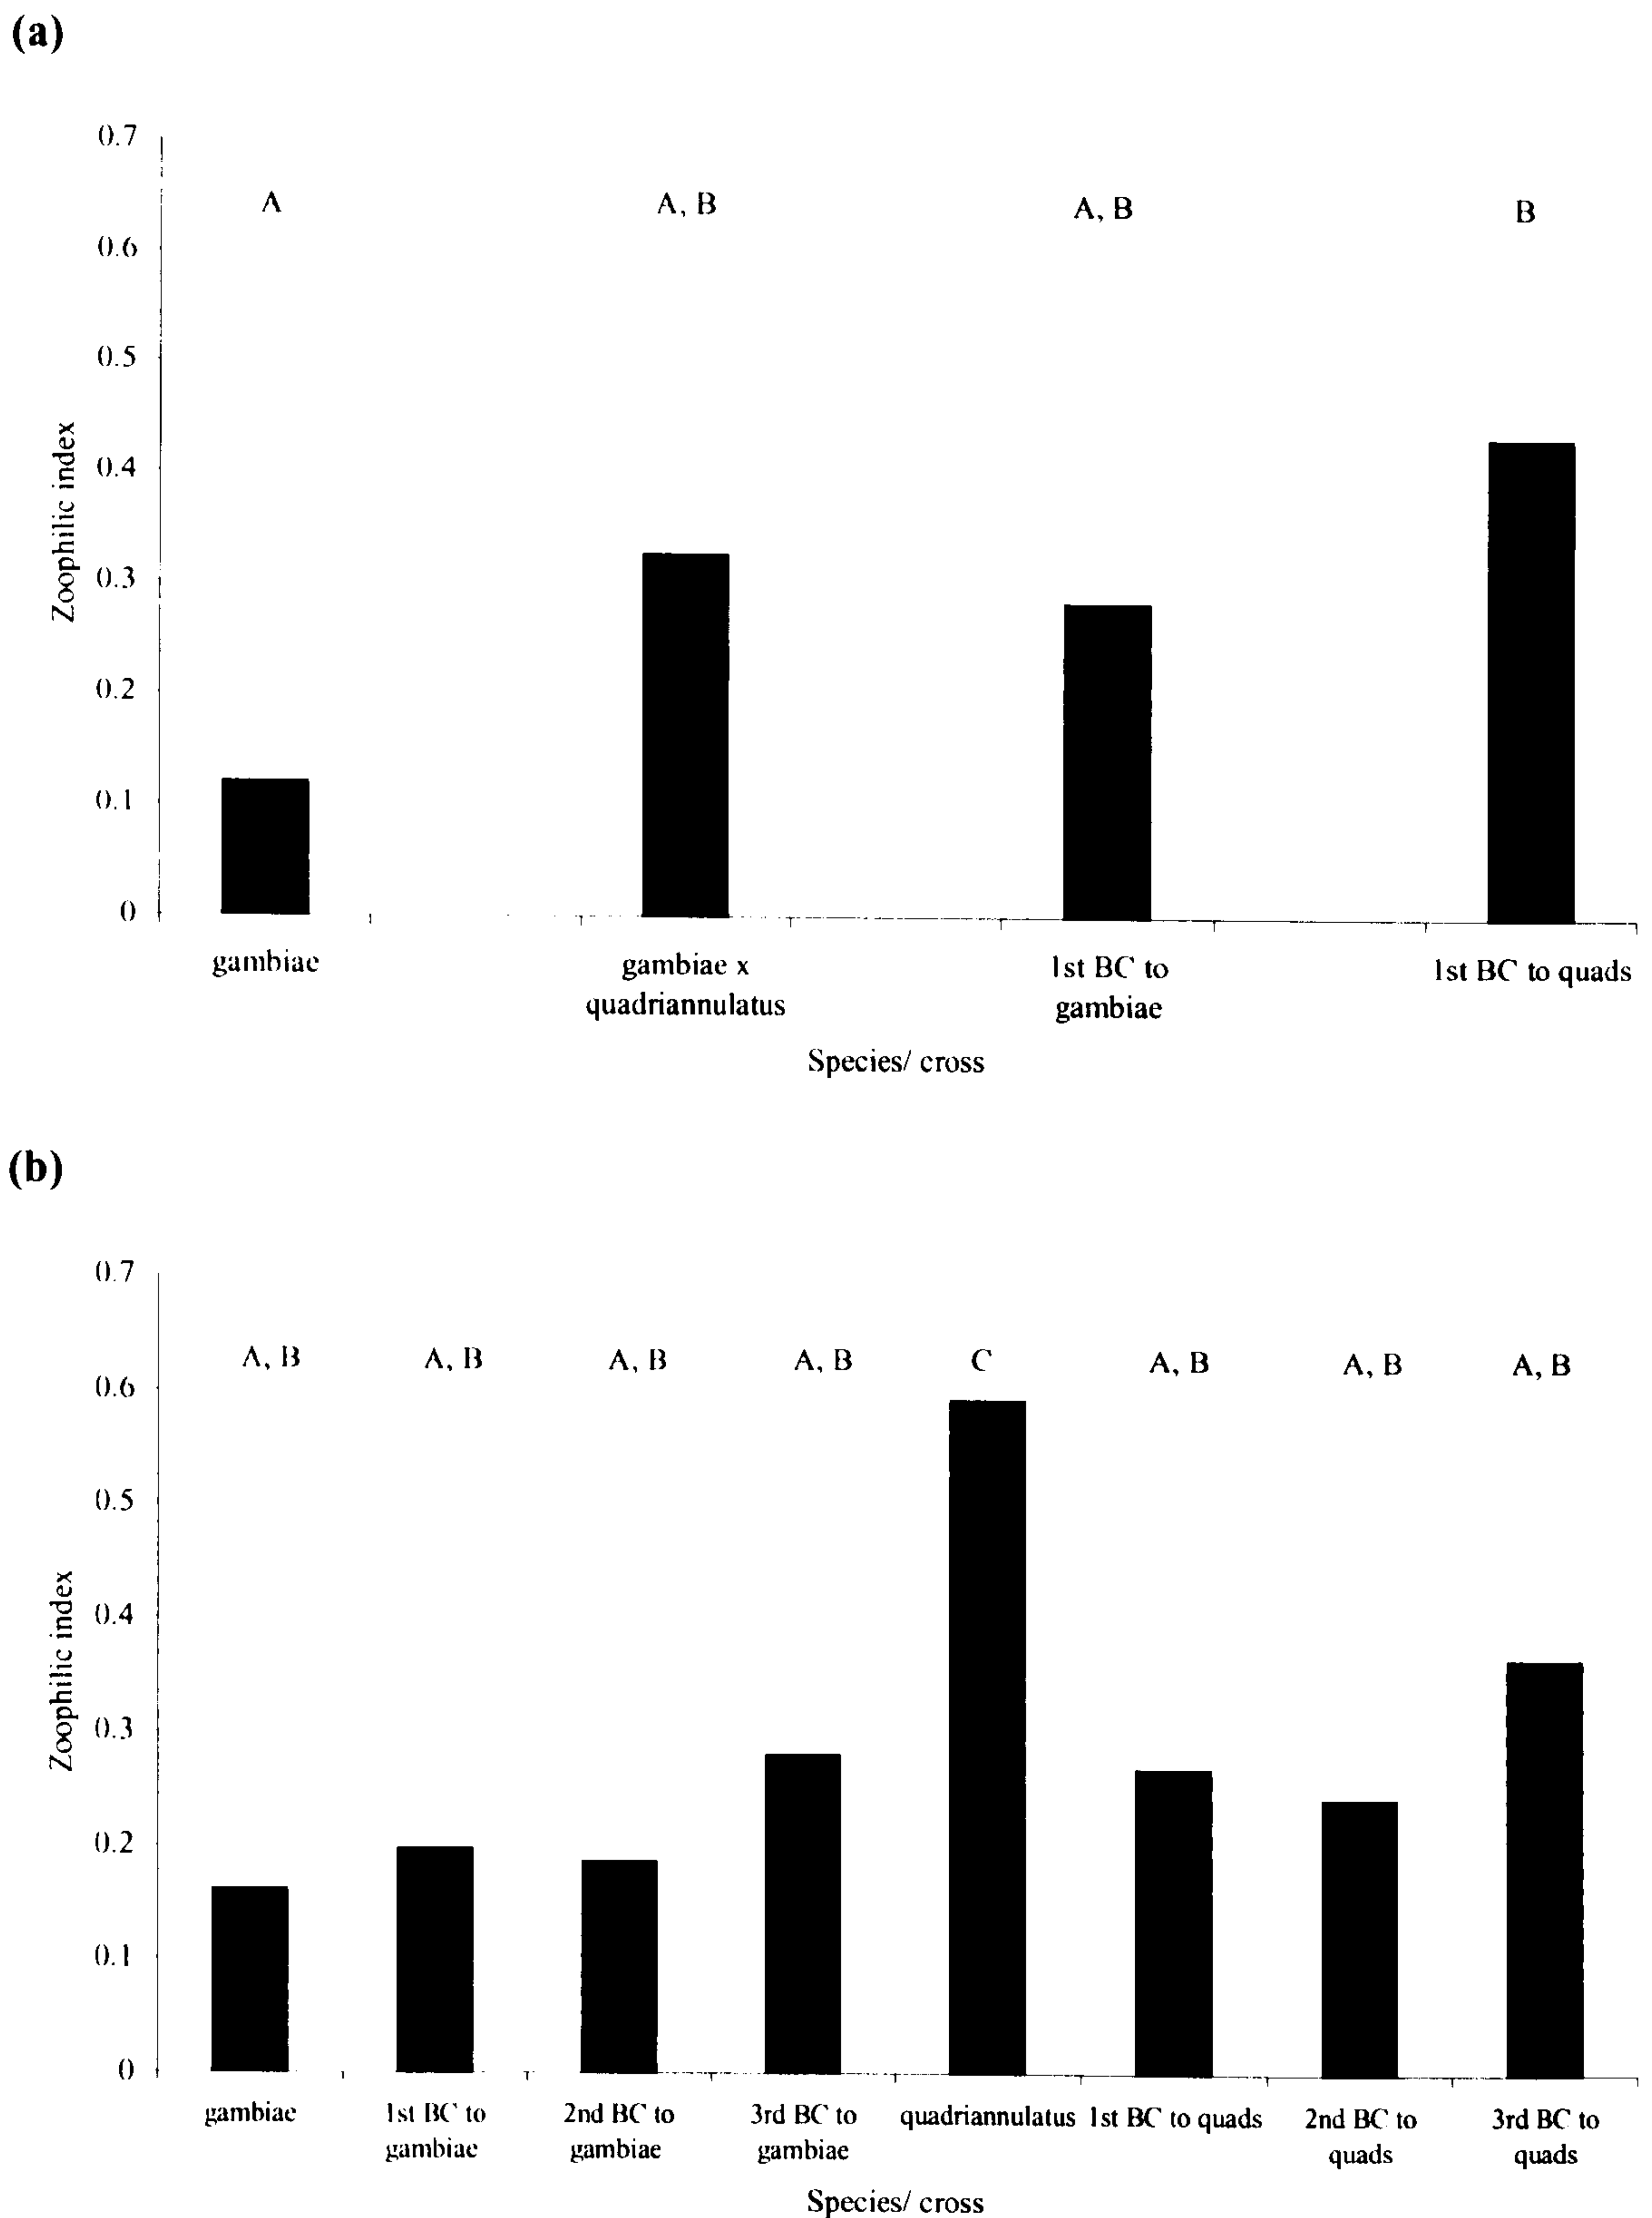 (a)
0.7
A
A, B
A, B
B
0.6
0.5
0.4
0.3
0.2
0.1
0
Zoophilic index
gambiae
gambiae x
quadriannulatus
1st BC to
gambiae
1st BC to quads
Species/ cross
(b)
0.7
A, B
A, B
A, B
A, B
C
A, B
A, B
A, B
0.6
0.5
0.4
0.3
0.2
0.1
0
Zoophilic index
gambiae
1st BC to
gambiae
2nd BC to
gambiae
3rd BC to
gambiae
quadriannulatus
1st BC to quads
2nd BC to
quads
3rd BC to
quads
Species/ cross